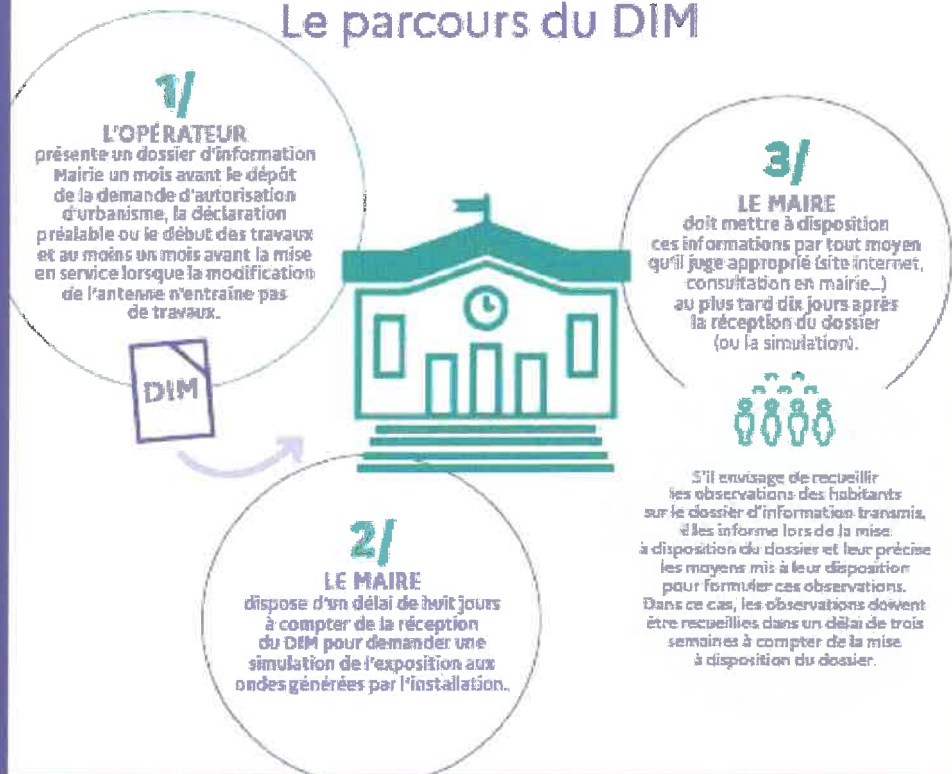 Le parcours du DIM
1/
L'OPÉRATEUR
présente un dossier d'information
Mairie un mois avant le dépôt
de la demande d'autorisation
d'urbanisme, la déclaration
préalable ou le début des travaux
et au moins un mois avant la mise
en service lorsque la modification
de l'antenne n'entraîne pas
de travaux.
DIM
2/
LE MAIRE
dispose d'un délai de huit jours
à compter de la réception
du DIM pour demander une
simulation de l'exposition aux
ondes générées par l'installation.
3/
LE MAIRE
doit mettre à disposition
ces informations par tout moyen
qu'il juge approprié (site internet,
consultation en mairie...)
au plus tard dix jours après
la réception du dossier
(ou la simulation).
S'il envisage de recueillir
les observations des habitants
sur le dossier d'information transmis,
il les informe lors de la mise
à disposition du dossier et leur précise
les moyens mis à leur disposition
pour formuler ces observations.
Dans ce cas, les observations doivent
être recueillies dans un délai de trois
semaines à compter de la mise
à disposition du dossier.